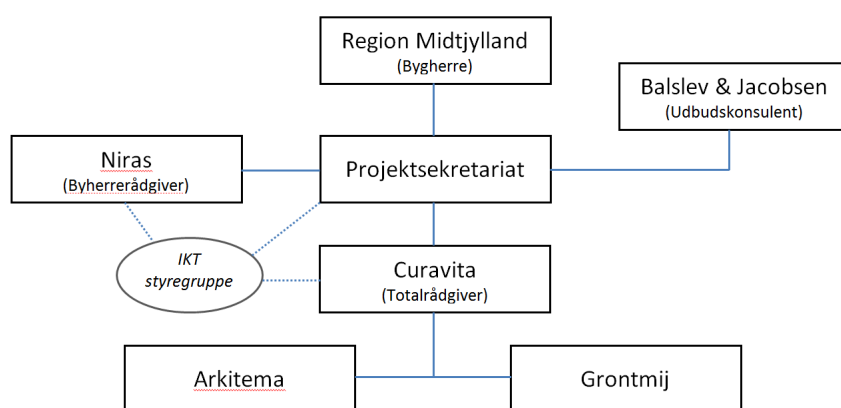 Region Midtjylland
(Bygherre)
Balslev & Jacobsen
(Udbudskonsulent)
Niras
(Byherrerådgiver)
Projektsekretariat
IKT
styregruppe
Curavita
(Totalrådgiver)
Arkitema
Grontmij